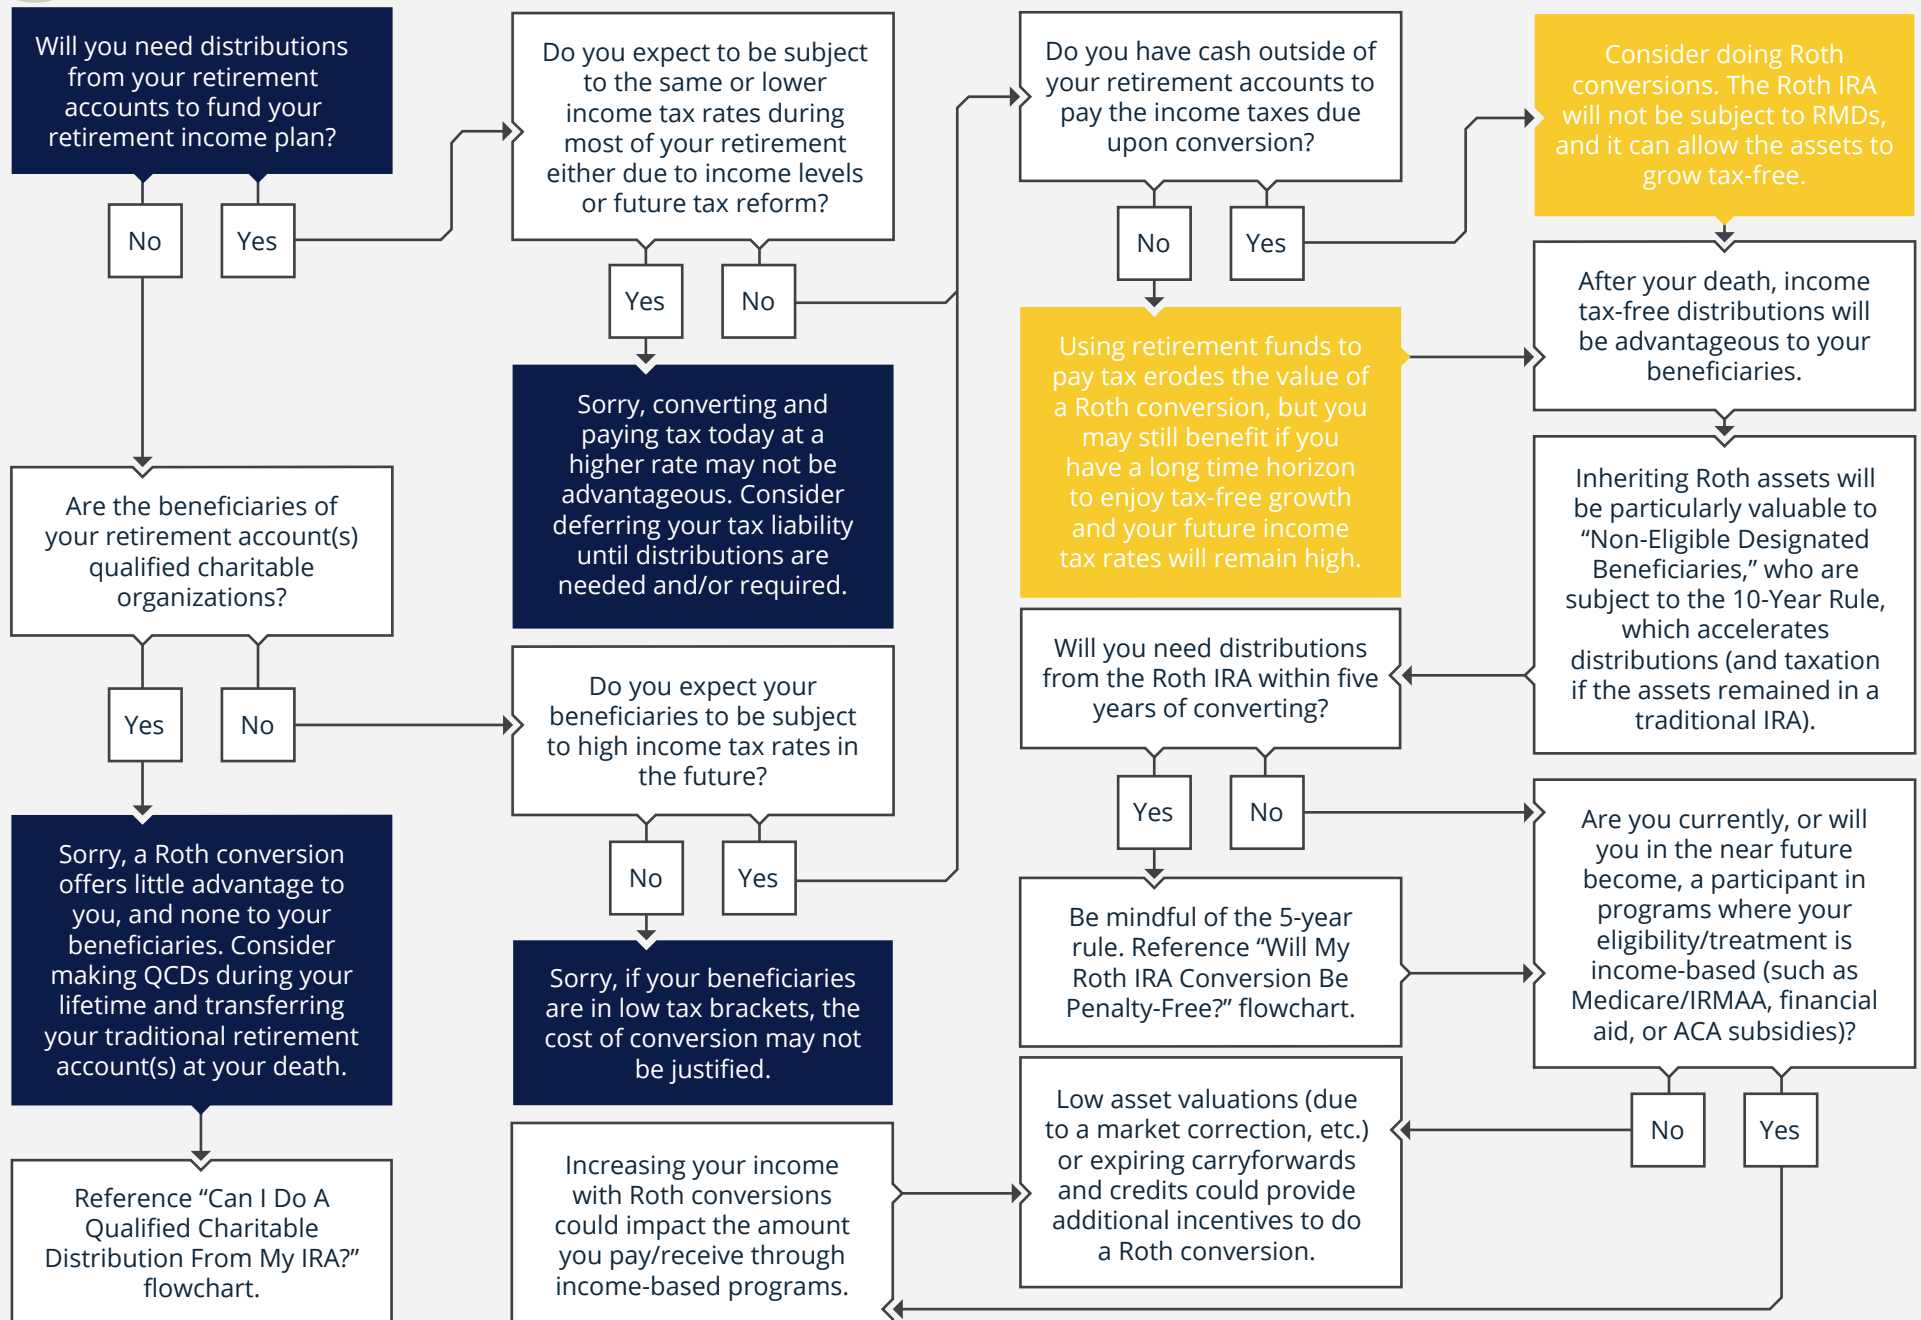 Will you need distributions
from your retirement
accounts to fund your
retirement income plan?
No
Yes
Are the beneficiaries of
your retirement account(s)
qualified charitable
organizations?
Yes
No
Sorry, a Roth conversion
offers little advantage to
you, and none to your
beneficiaries. Consider
making QCDs during your
lifetime and transferring
your traditional retirement
account(s) at your death.
Reference “Can I Do A
Qualified Charitable
Distribution From My IRA?”
flowchart.
Do you expect to be subject
to the same or lower
income tax rates during
most of your retirement
either due to income levels
or future tax reform?
Yes
No
Sorry, converting and
paying tax today at a
higher rate may not be
advantageous. Consider
deferring your tax liability
until distributions are
needed and/or required.
Do you expect your
beneficiaries to be subject
to high income tax rates in
the future?
No
Yes
Sorry, if your beneficiaries
are in low tax brackets, the
cost of conversion may not
be justified.
Increasing your income
with Roth conversions
could impact the amount
you pay/receive through
income-based programs.
Do you have cash outside of
your retirement accounts to
pay the income taxes due
upon conversion?
No
Yes
Using retirement funds to
pay tax erodes the value of
a Roth conversion, but you
may still benefit if you
have a long time horizon
to enjoy tax-free growth
and your future income
tax rates will remain high.
Will you need distributions
from the Roth IRA within five
years of converting?
Yes
No
Be mindful of the 5-year
rule. Reference “Will My
Roth IRA Conversion Be
Penalty-Free?” flowchart.
Low asset valuations (due
to a market correction, etc.)
or expiring carryforwards
and credits could provide
additional incentives to do
a Roth conversion.
Consider doing Roth
conversions. The Roth IRA
will not be subject to RMDs,
and it can allow the assets to
grow tax-free.
After your death, income
tax-free distributions will
be advantageous to your
beneficiaries.
Inheriting Roth assets will
be particularly valuable to
“Non-Eligible Designated
Beneficiaries,” who are
subject to the 10-Year Rule,
which accelerates
distributions (and taxation
if the assets remained in a
traditional IRA).
Are you currently, or will
you in the near future
become, a participant in
programs where your
eligibility/treatment is
income-based (such as
Medicare/IRMAA, financial
aid, or ACA subsidies)?
No
Yes